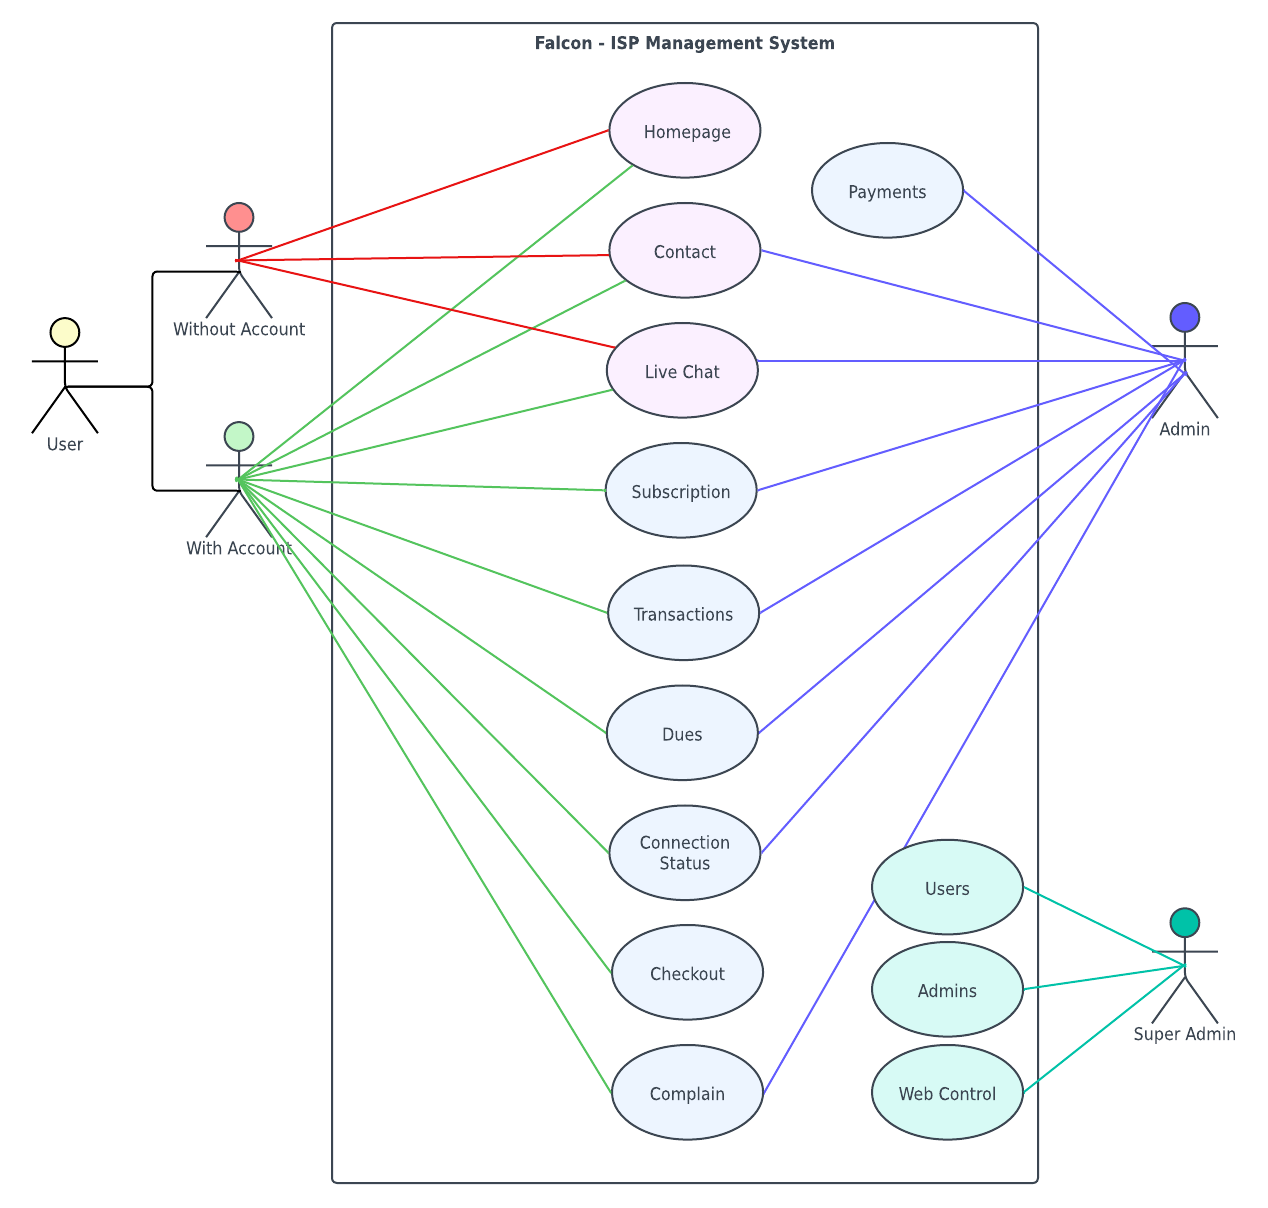 Falcon - ISP Management System
Homepage
Payments
Contact
Without Account
Live Chat
Admin
User
Subscription
With Account
Transactions
Dues
Connection
Status
Users
Checkout
Admins
Super Admin
Complain
Web Control